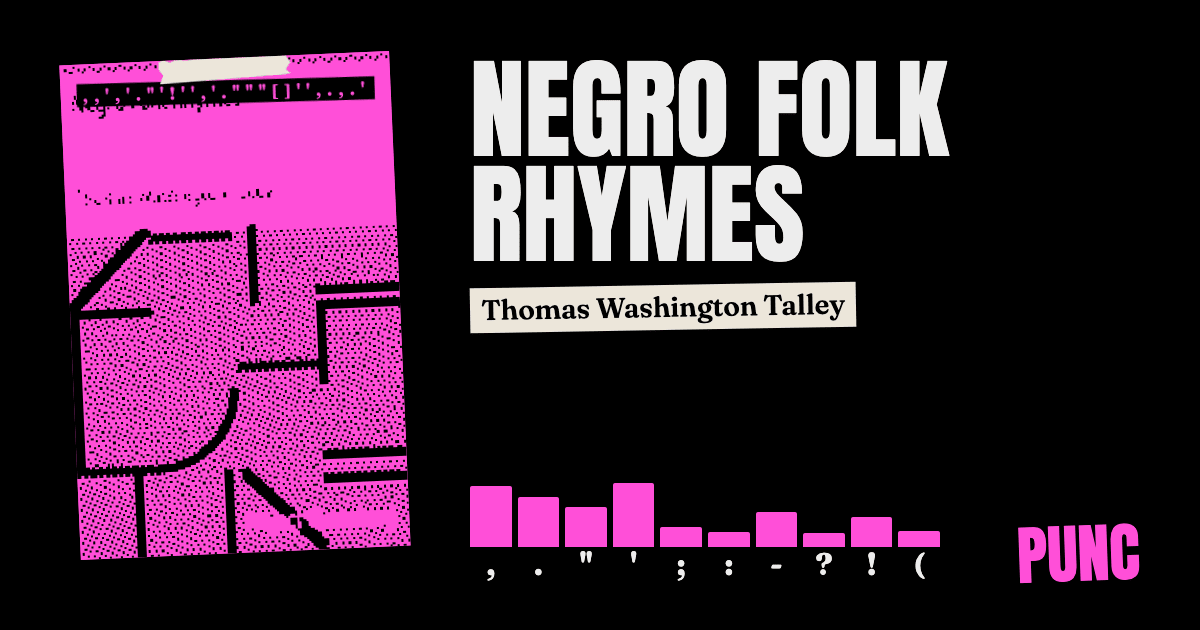 ,,',','."'!'','."""[]'',.,.'
NEGRO FOLK
RHYMES
Thomas Washington Talley
, . " ' ; : - ? ! (
PUNC